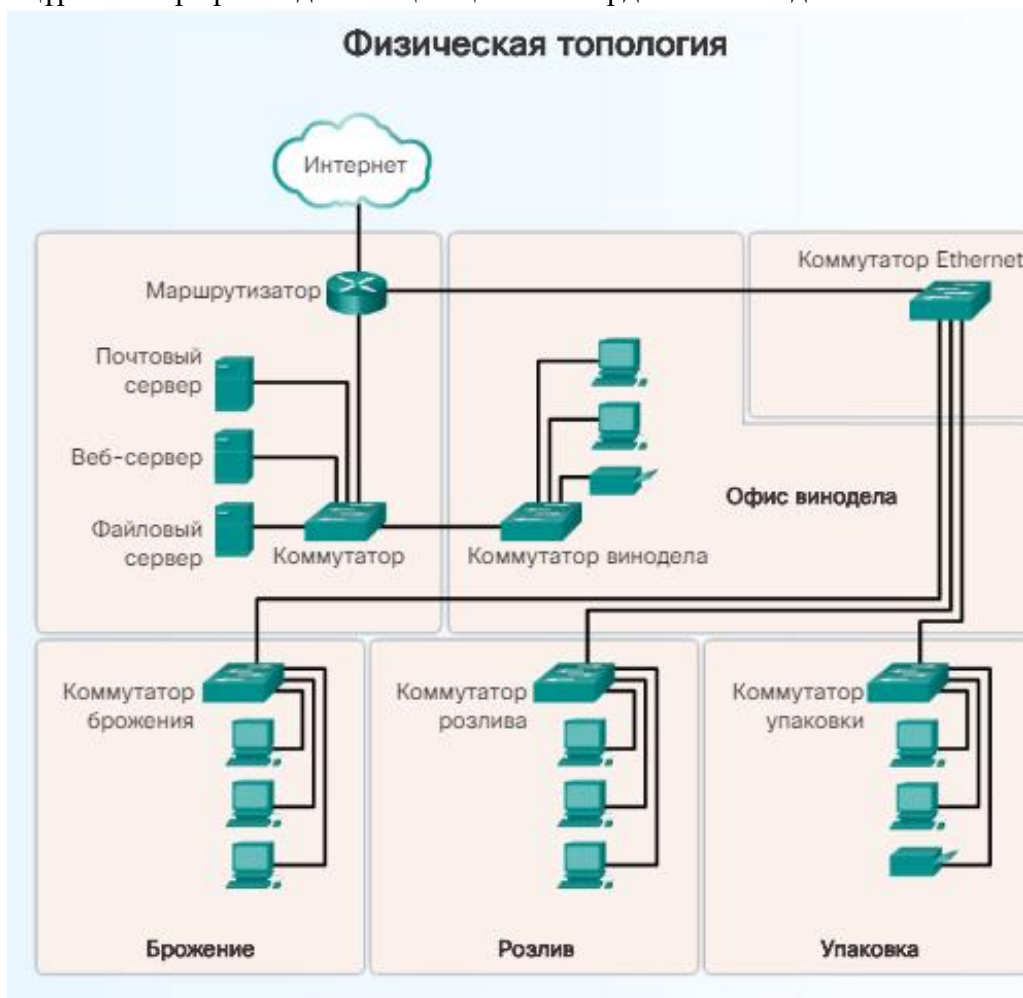 Физическая топология
Интернет
Коммутатор Ethernet
Маршрутизатор
Почтовый
сервер
Веб-сервер
Файловый
сервер
Коммутатор
Коммутатор винодела
Офис винодела
Коммутатор
брожения
Коммутатор
розлива
Коммутатор
упаковки
Брожение
Розлив
Упаковка